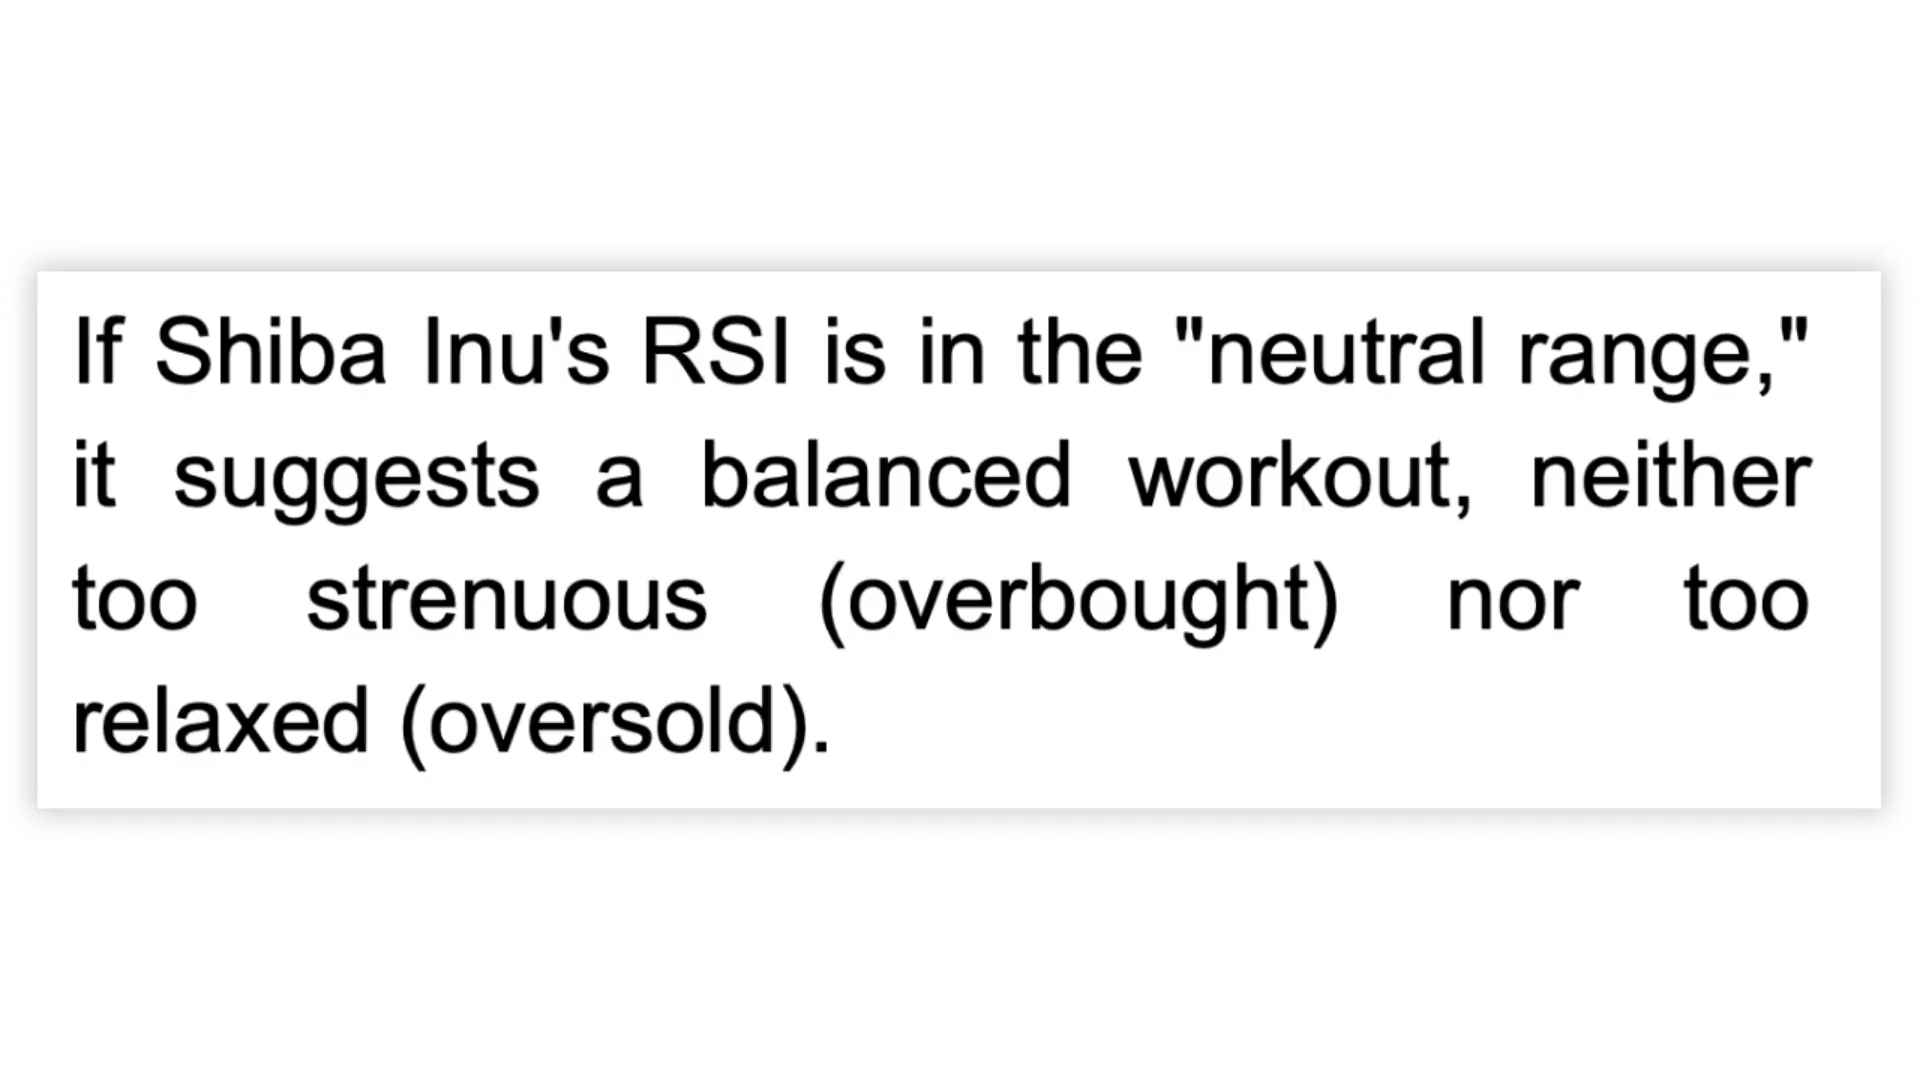 If Shiba Inu's RSI is in the "neutral range,"
it suggests a balanced workout, neither
too strenuous (overbought) nor too
relaxed (oversold).